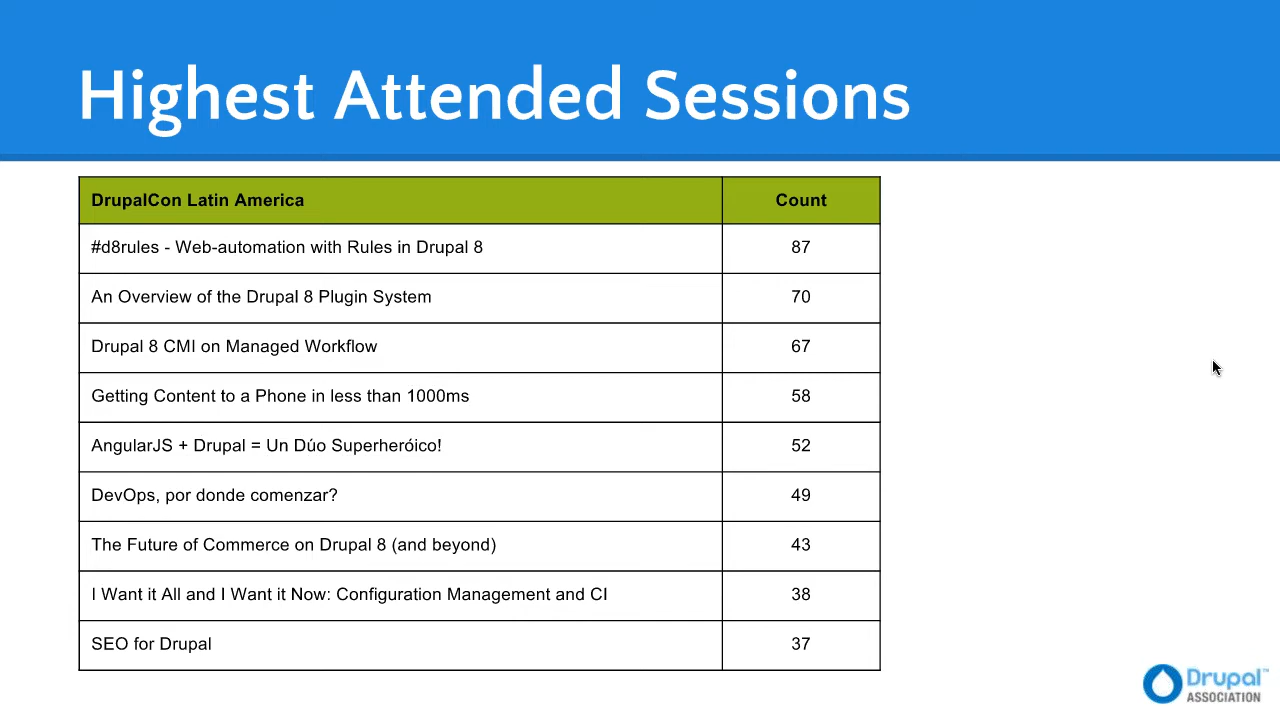 Highest Attended Sessions
DrupalCon Latin America Count
#d8rules - Web-automation with Rules in Drupal 8 87
An Overview of the Drupal 8 Plugin System 70
Drupal 8 CMI on Managed Workflow 67
Getting Content to a Phone in less than 1000ms 58
AngularJS + Drupal = Un Dúo Superheróico! 52
DevOps, por donde comenzar? 49
The Future of Commerce on Drupal 8 (and beyond) 43
I Want it All and I Want it Now: Configuration Management and CI 38
SEO for Drupal 37
Drupal™
ASSOCIATION